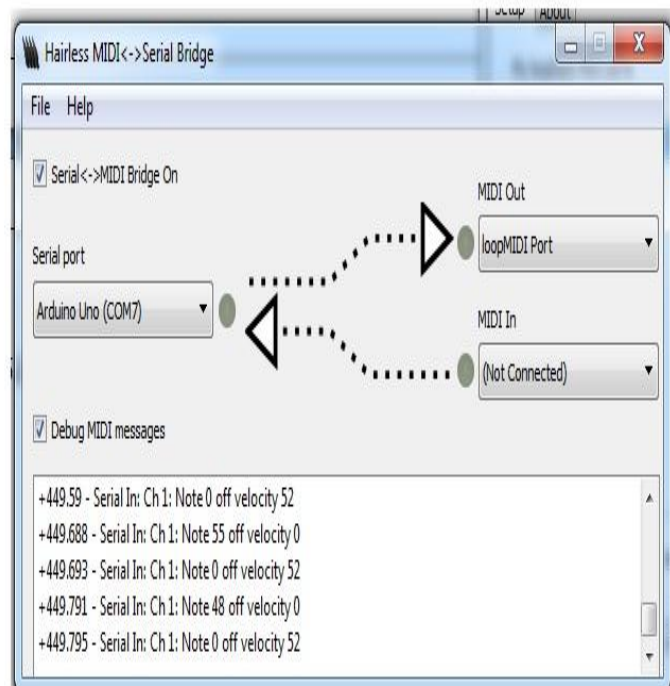 Setup About
Hairless MIDI<->Serial Bridge
File Help
Serial<->MIDI Bridge On
MIDI Out
loopMIDI Port
Serial port
Arduino Uno (COM7)
MIDI In
(Not Connected)
Debug MIDI messages
+449.59 - Serial In: Ch 1: Note 0 off velocity 52
+449.688 - Serial In: Ch 1: Note 55 off velocity 0
+449.693 - Serial In: Ch 1: Note 0 off velocity 52
+449.791 - Serial In: Ch 1: Note 48 off velocity 0
+449.795 - Serial In: Ch 1: Note 0 off velocity 52